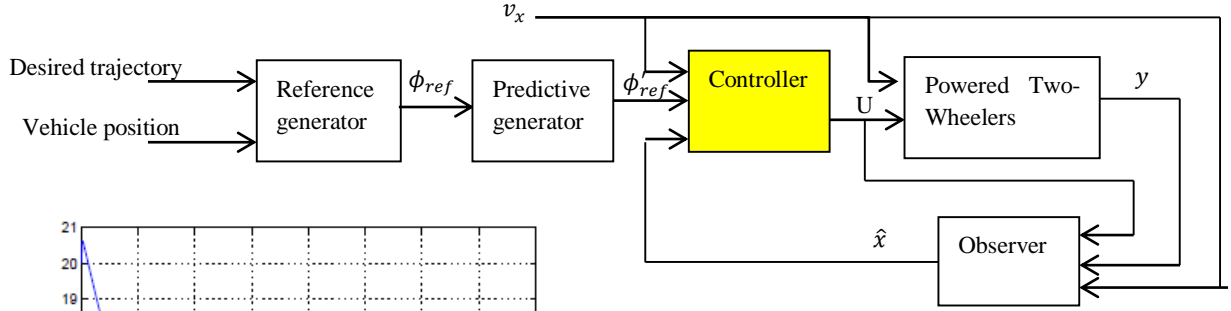 v_x
Desired trajectory
Vehicle position
Reference generator
ϕ_ref
Predictive generator
ϕ′_ref
Controller
U
Powered Two-Wheelers
y
x̂
Observer
21
20
19